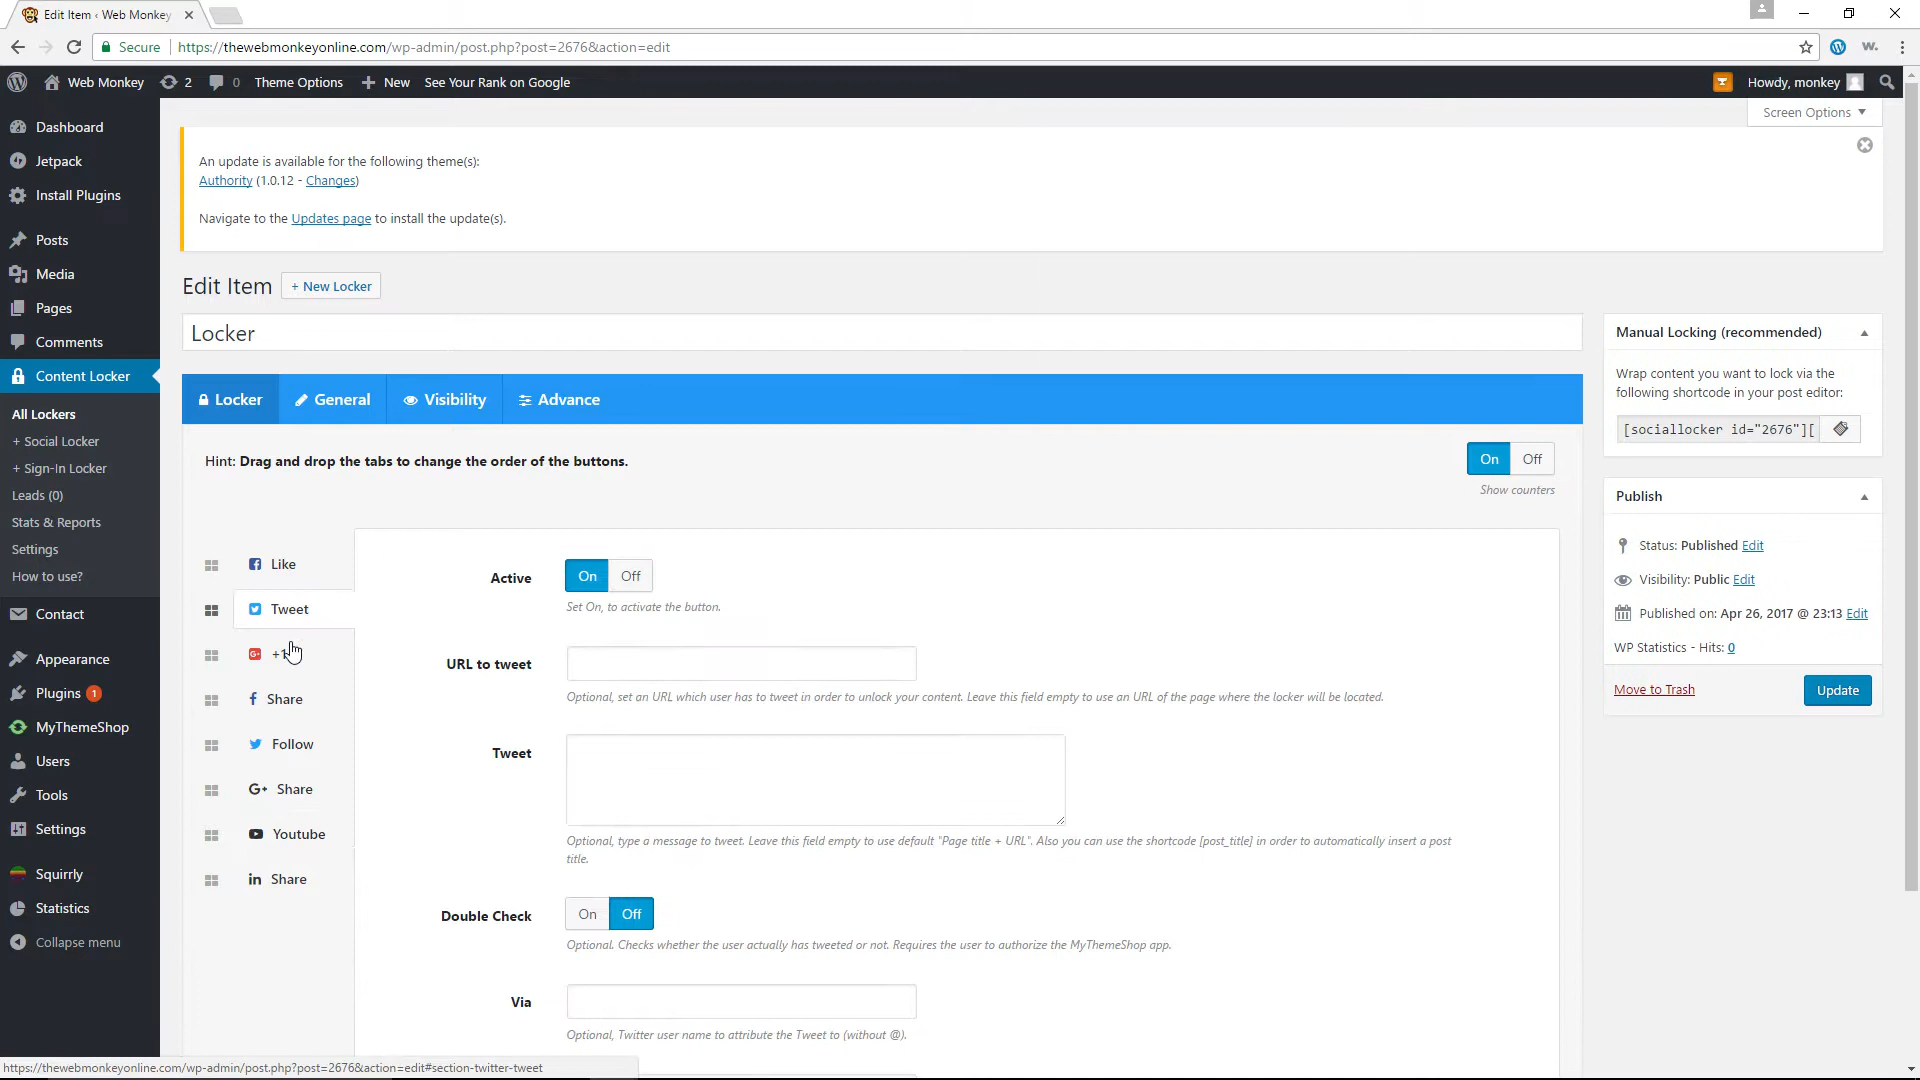 Edit Item ‹ Web Monkey
Secure
https://thewebmonkeyonline.com/wp-admin/post.php?post=2676&action=edit
w.
Web Monkey
2
0
Theme Options
New
See Your Rank on Google
Howdy, monkey
Screen Options
Dashboard
Jetpack
Install Plugins
Posts
Media
Pages
Comments
Content Locker
All Lockers
+ Social Locker
+ Sign-In Locker
Leads (0)
Stats & Reports
Settings
How to use?
Contact
Appearance
Plugins 1
MyThemeShop
Users
Tools
Settings
Squirrly
Statistics
Collapse menu
An update is available for the following theme(s):
Authority (1.0.12 - Changes)
Navigate to the Updates page to install the update(s).
Edit Item
+ New Locker
Locker
Locker
General
Visibility
Advance
Hint: Drag and drop the tabs to change the order of the buttons.
On
Off
Show counters
Like
Tweet
Share
Follow
G+ Share
Youtube
in Share
Active
On
Off
Set On, to activate the button.
URL to tweet
Optional, set an URL which user has to tweet in order to unlock your content. Leave this field empty to use an URL of the page where the locker will be located.
Tweet
Optional, type a message to tweet. Leave this field empty to use default "Page title + URL". Also you can use the shortcode [post_title] in order to automatically insert a post
title.
Double Check
On
Off
Optional. Checks whether the user actually has tweeted or not. Requires the user to authorize the MyThemeShop app.
Via
Optional, Twitter user name to attribute the Tweet to (without @).
Manual Locking (recommended)
Wrap content you want to lock via the
following shortcode in your post editor:
[sociallocker id="2676"][
Publish
Status: Published Edit
Visibility: Public Edit
Published on: Apr 26, 2017 @ 23:13 Edit
WP Statistics - Hits: 0
Move to Trash
Update
https://thewebmonkeyonline.com/wp-admin/post.php?post=2676&action=edit#section-twitter-tweet